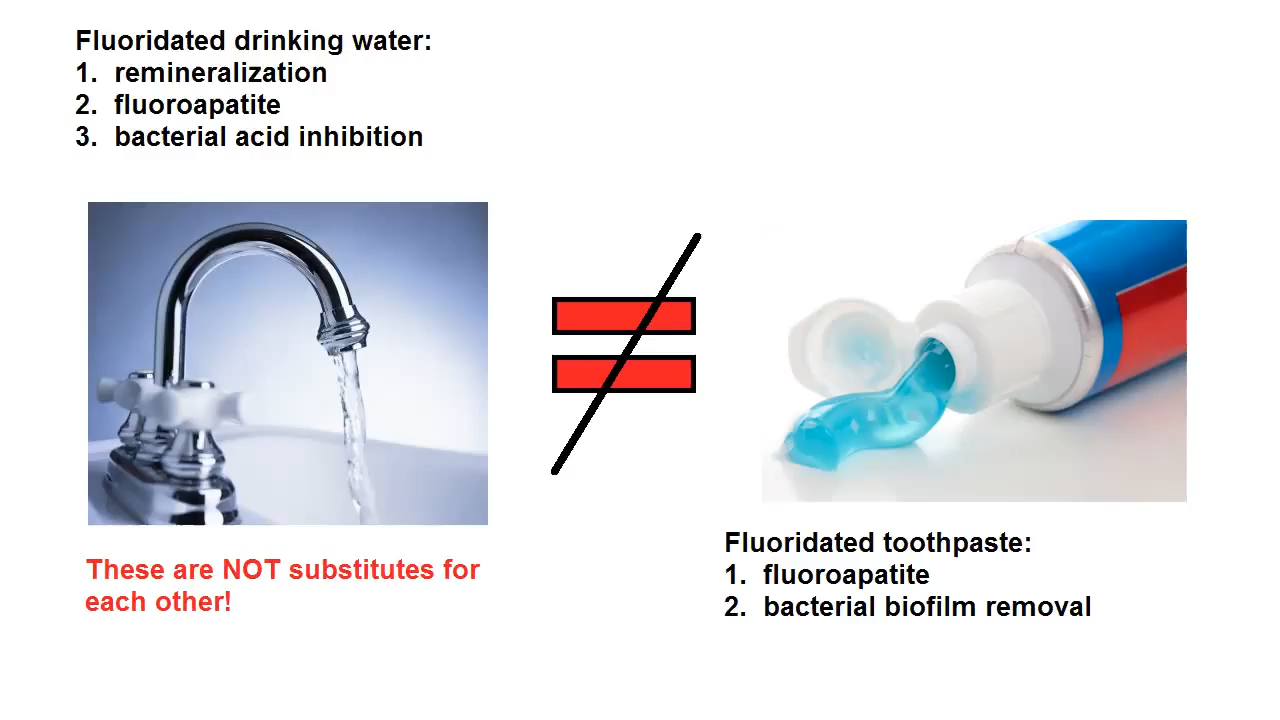 Fluoridated drinking water:
1. remineralization
2. fluoroapatite
3. bacterial acid inhibition
These are NOT substitutes for
each other!
Fluoridated toothpaste:
1. fluoroapatite
2. bacterial biofilm removal